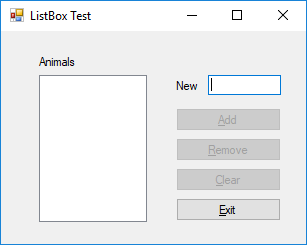 ListBox Test
Animals
New
Add
Remove
Clear
Exit